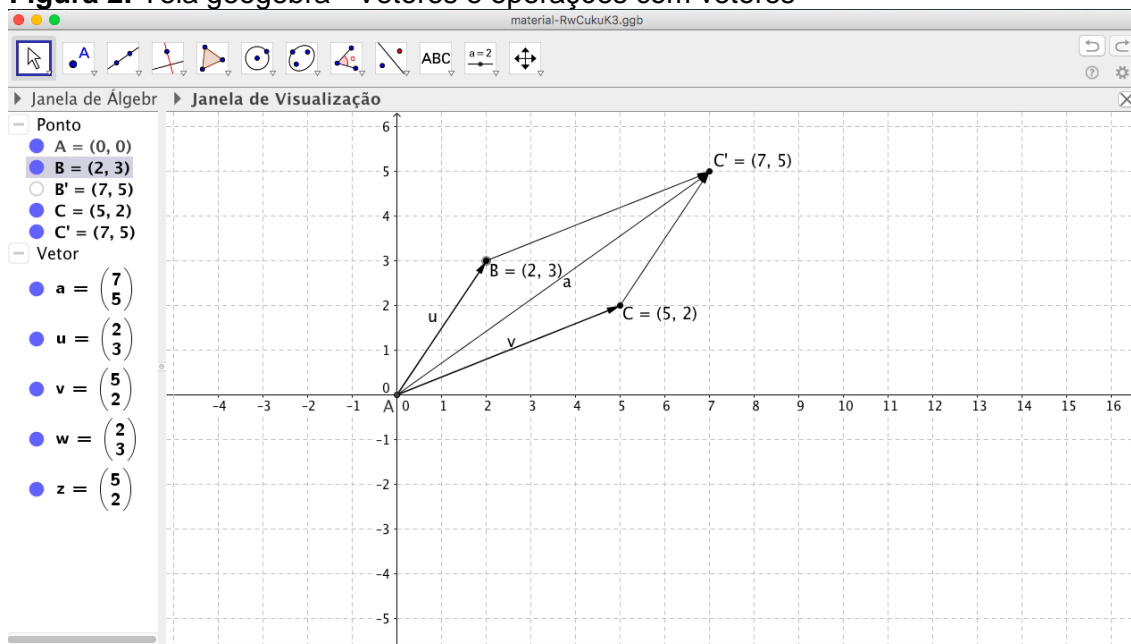 Figura 2. Tela geogebra – Vetores e operações com vetores
material-RwCukuK3.ggb
A
α
ABC
a=2
Janela de Álgebr
Janela de Visualização
Ponto
A = (0, 0)
B = (2, 3)
B' = (7, 5)
C = (5, 2)
C' = (7, 5)
Vetor
a = (7
5)
u = (2
3)
v = (5
2)
w = (2
3)
z = (5
2)
6
5
4
3
2
1
0
-1
-2
-3
-4
-5
-4 -3 -2 -1 A 0 1 2 3 4 5 6 7 8 9 10 11 12 13 14 15 16
C' = (7, 5)
B = (2, 3)
a
C = (5, 2)
u
v